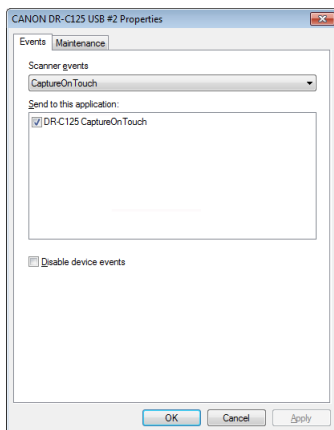 CANON DR-C125 USB #2 Properties
Events Maintenance
Scanner events
CaptureOnTouch
Send to this application:
DR-C125 CaptureOnTouch
Disable device events
OK Cancel Apply